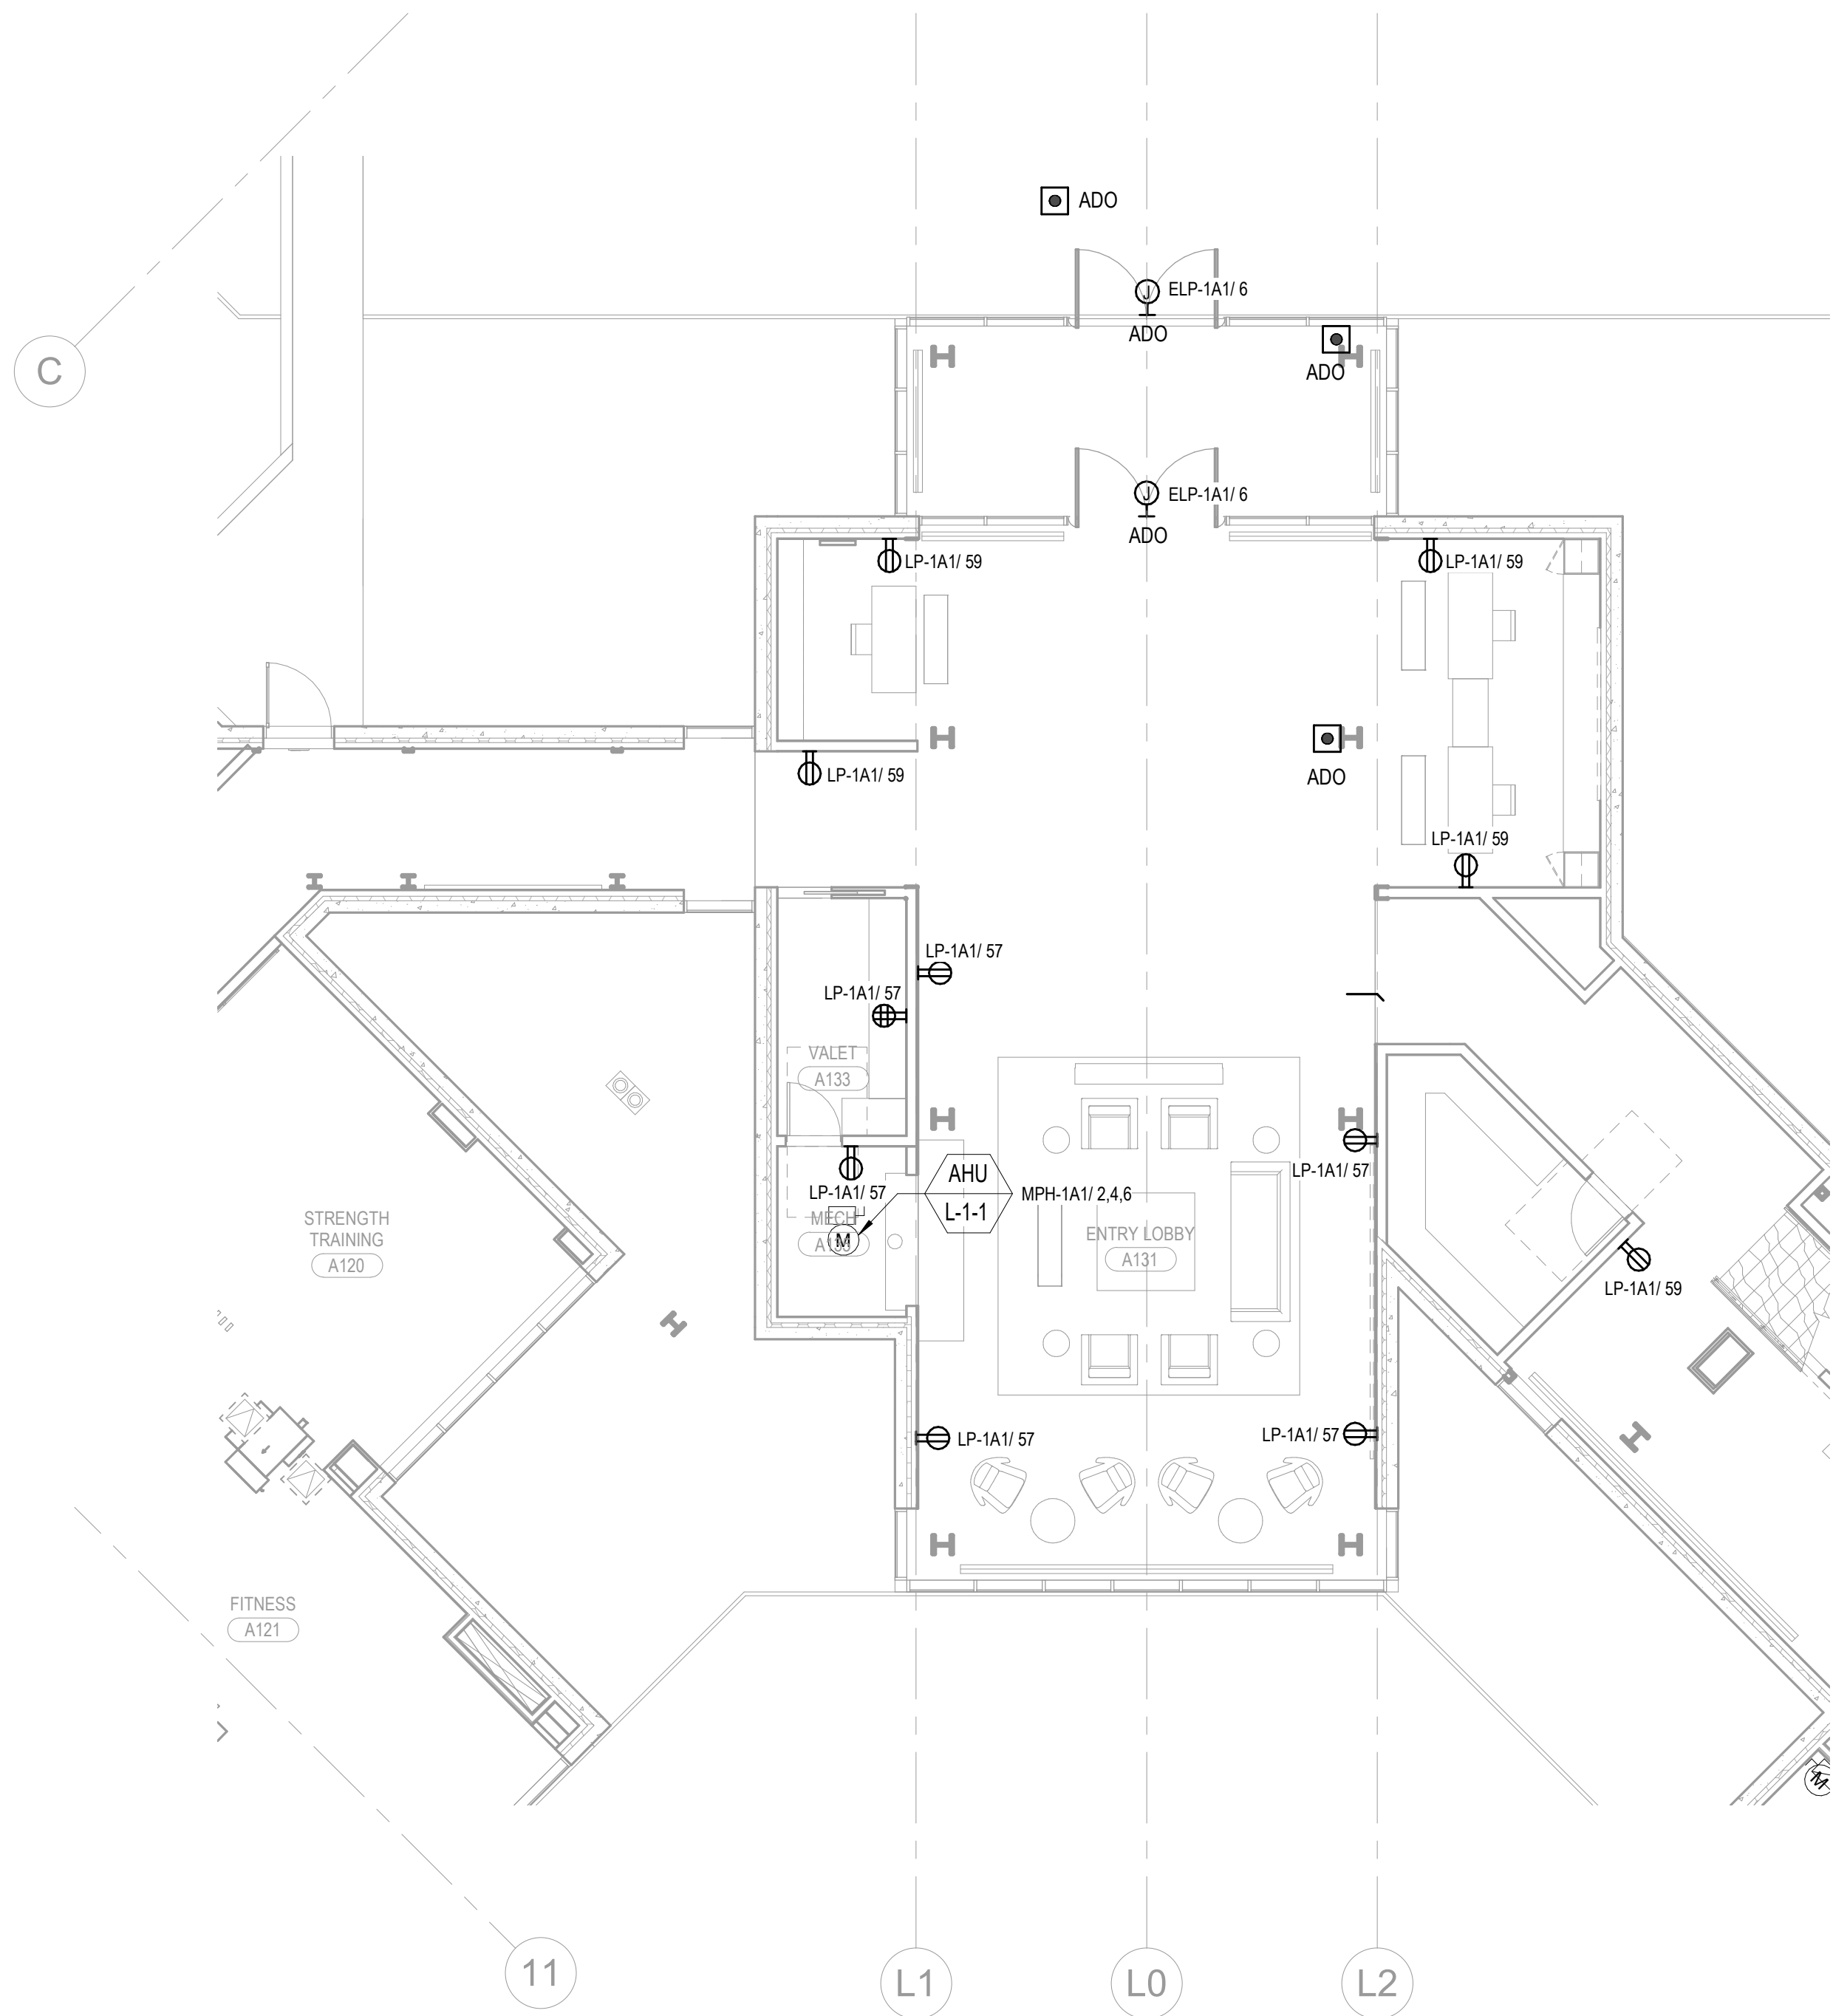 ADO
ELP-1A1/ 6
J
ADO
ADO
C
ELP-1A1/ 6
J
ADO
LP-1A1/ 59
LP-1A1/ 59
LP-1A1/ 59
ADO
LP-1A1/ 59
LP-1A1/ 57
LP-1A1/ 57
VALET
A133
AHU
L-1-1
MPH-1A1/ 2,4,6
LP-1A1/ 57
LP-1A1/ 57
MECH
M
STRENGTH
TRAINING
A120
ENTRY LOBBY
A131
LP-1A1/ 59
LP-1A1/ 57
LP-1A1/ 57
FITNESS
A121
M
11
L1
L0
L2